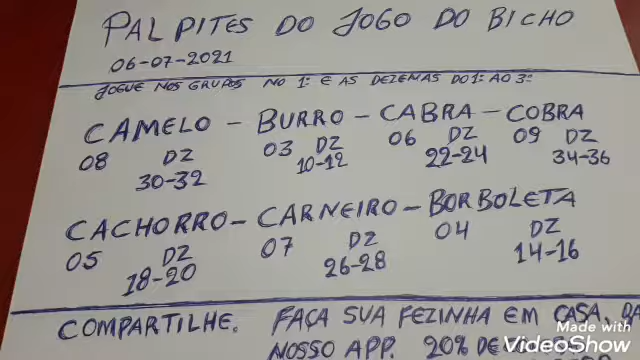 PALPITES DO JOGO DO BICHO
06-07-2021
JOGUE NOS GRUPOS NO 1º E AS DEZEMAS DO 1º AO 3º
CAMELO - BURRO - CABRA - COBRA
08 DZ 03 DZ 06 DZ 09 DZ
30-32 10-12 22-24 34-36
CACHORRO - CARNEIRO - BORBOLETA
05 DZ 07 DZ 04 DZ
18-20 26-28 14-16
COMPARTILHE. FAÇA SUA FEZINHA EM CASA.
NOSSO APP. 20% DE
Made with
VideoShow